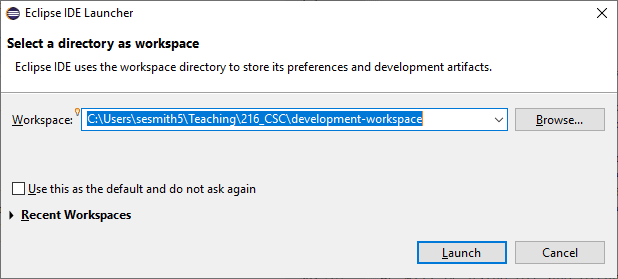 Eclipse IDE Launcher
Select a directory as workspace
Eclipse IDE uses the workspace directory to store its preferences and development artifacts.
Workspace: C:\Users\sesmith5\Teaching\216_CSC\development-workspace Browse...
Use this as the default and do not ask again
Recent Workspaces
Launch Cancel